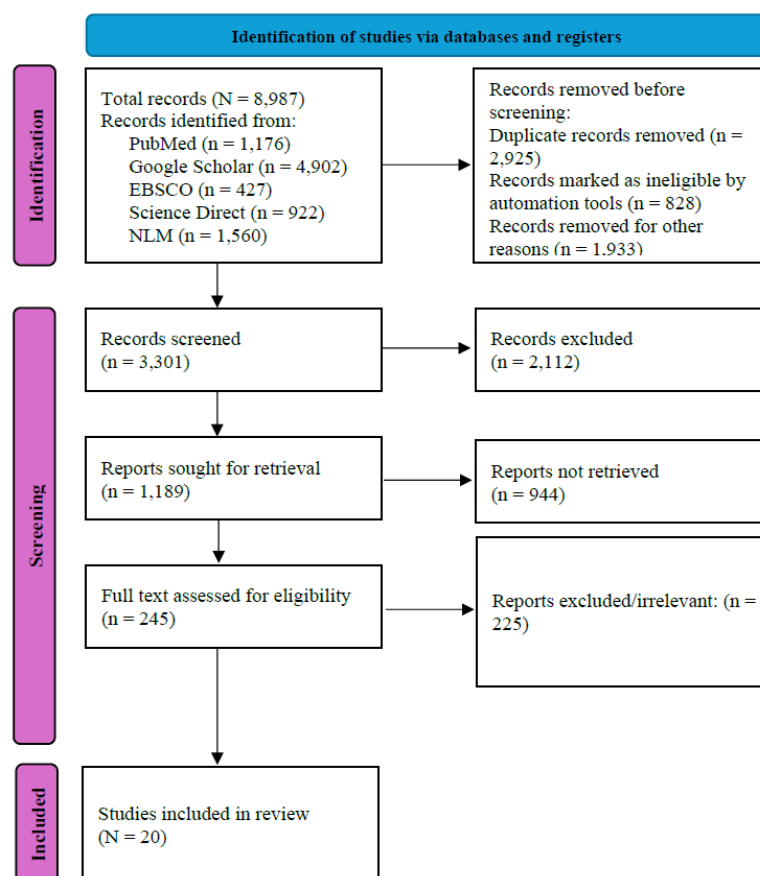 Identification of studies via databases and registers
Identification
Total records (N = 8,987)
Records identified from:
PubMed (n = 1,176)
Google Scholar (n = 4,902)
EBSCO (n = 427)
Science Direct (n = 922)
NLM (n = 1,560)
Records removed before
screening:
Duplicate records removed (n =
2,925)
Records marked as ineligible by
automation tools (n = 828)
Records removed for other
reasons (n = 1,933)
Screening
Records screened
(n = 3,301)
Records excluded
(n = 2,112)
Reports sought for retrieval
(n = 1,189)
Reports not retrieved
(n = 944)
Full text assessed for eligibility
(n = 245)
Reports excluded/irrelevant: (n =
225)
Included
Studies included in review
(N = 20)